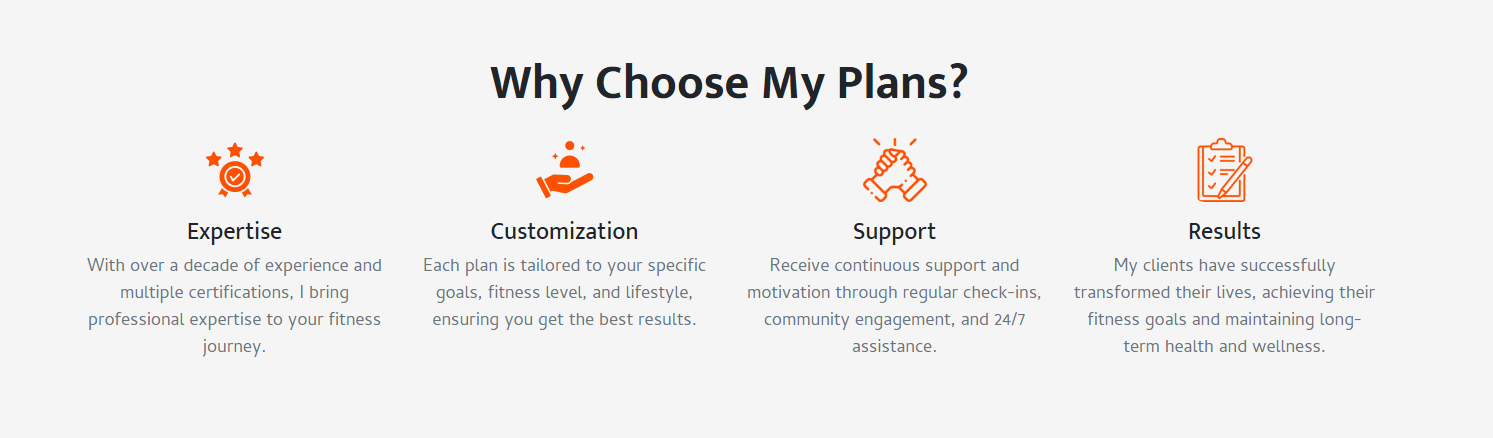 Why Choose My Plans?
Expertise
With over a decade of experience and
multiple certifications, I bring
professional expertise to your fitness
journey.
Customization
Each plan is tailored to your specific
goals, fitness level, and lifestyle,
ensuring you get the best results.
Support
Receive continuous support and
motivation through regular check-ins,
community engagement, and 24/7
assistance.
Results
My clients have successfully
transformed their lives, achieving their
fitness goals and maintaining long-
term health and wellness.